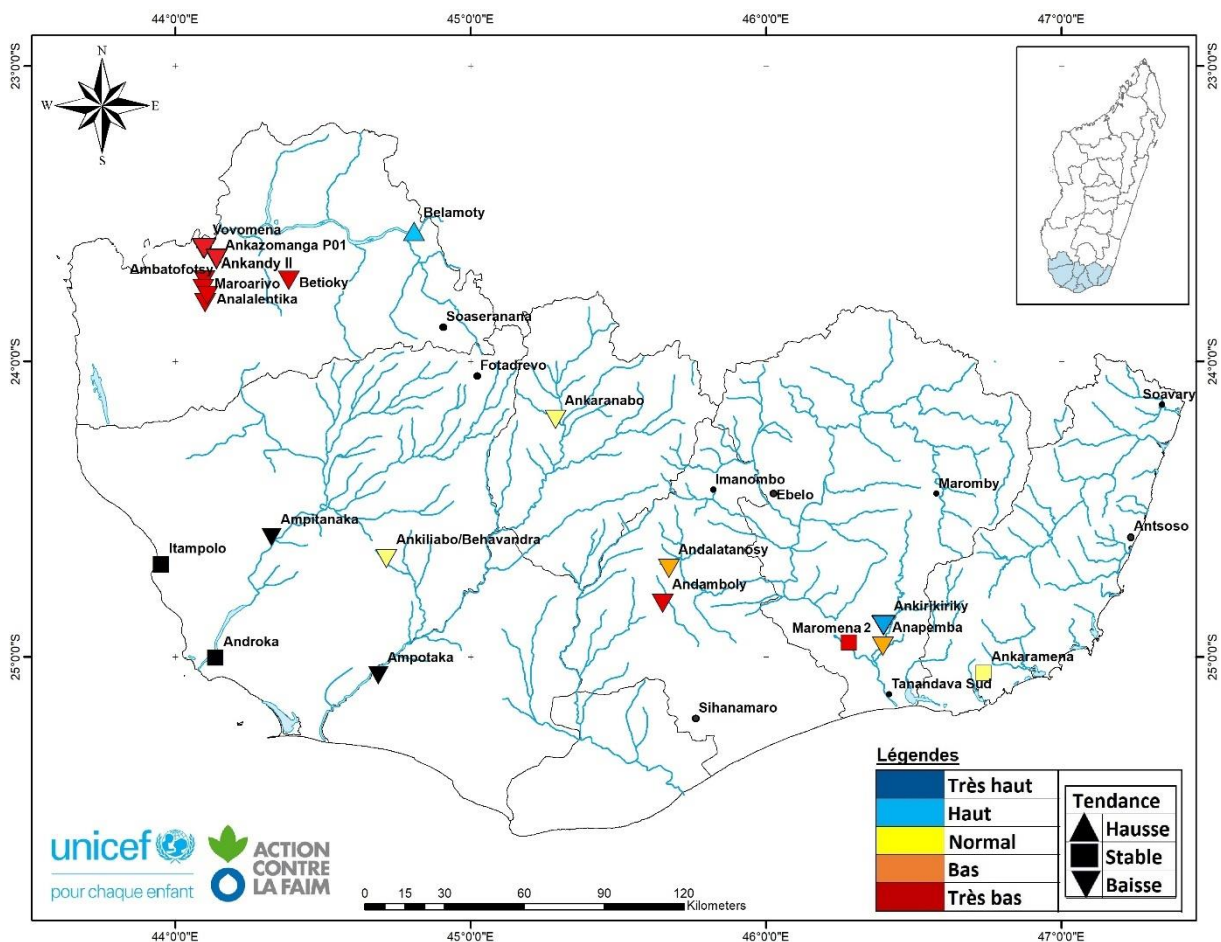 44°0'0"E 45°0'0"E 46°0'0"E 47°0'0"E
23°0'0"S 23°0'0"S
N
W E
S
Belamoty
Vovomena
Ankazomanga P01
Ambatofotsy Ankandy II
Maroarivo Betioky
Analalentika
Soaseranana
24°0'0"S 24°0'0"S
Fotadrevo
Ankaranabo
Soavary
Imanombo
Ebelo
Maromby
Ampitanaka
Antsoso
Itampolo
Ankiliabo/Behavandra
Andalatanosy
Andamboly
Ankirikiriky
Maromena 2 Anapemba
Androka
Ankaramena
25°0'0"S 25°0'0"S
Ampotaka
Tanandava Sud
Sihanamaro
Légendes
Très haut
Haut
Normal
Bas
Très bas
Tendance
Hausse
Stable
Baisse
unicef
pour chaque enfant
ACTION
CONTRE
LA FAIM
0 15 30 60 90 120
Kilometers
44°0'0"E 45°0'0"E 46°0'0"E 47°0'0"E